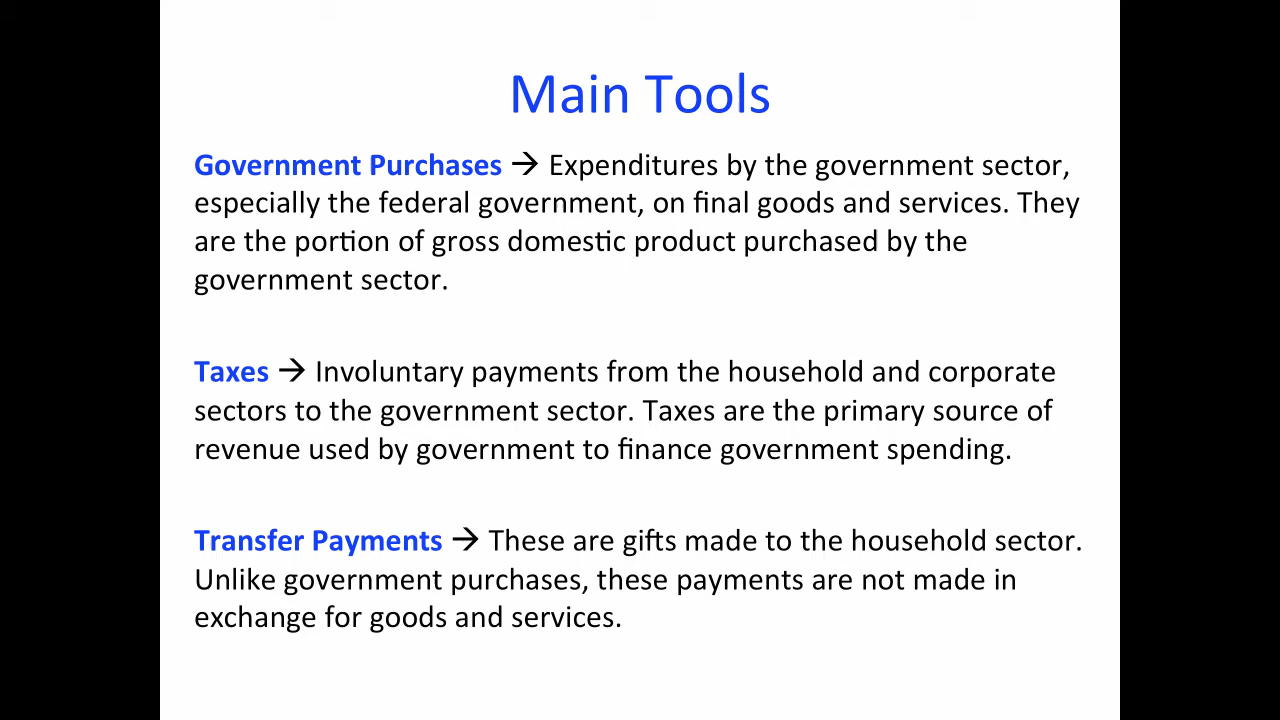 Main Tools
Government Purchases → Expenditures by the government sector,
especially the federal government, on final goods and services. They
are the portion of gross domestic product purchased by the
government sector.
Taxes → Involuntary payments from the household and corporate
sectors to the government sector. Taxes are the primary source of
revenue used by government to finance government spending.
Transfer Payments → These are gifts made to the household sector.
Unlike government purchases, these payments are not made in
exchange for goods and services.